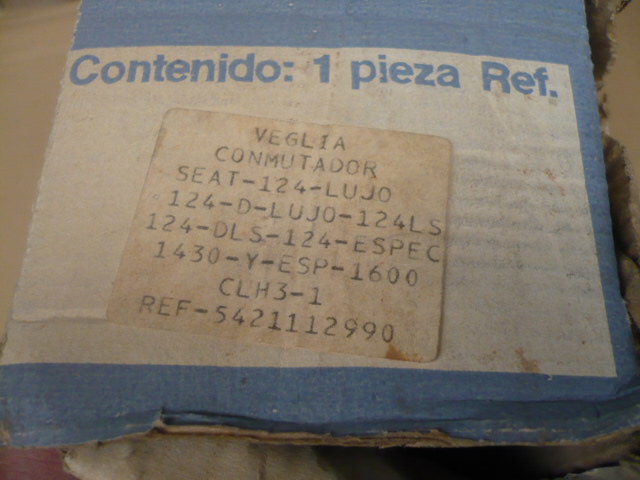 Contenido: 1 pieza Ref.
VEGLIA
CONMUTADOR
SEAT-124-LUJO
124-D-LUJO-124LS
124-DLS-124-ESPEC
1430-Y-ESP-1600
CLH3-1
REF-5421112990